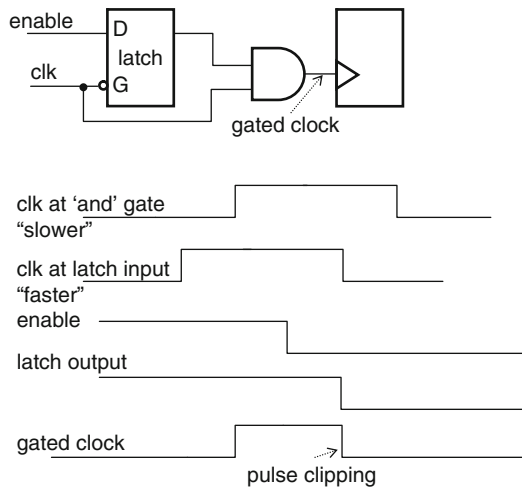 enable
D
latch
clk
G
gated clock
clk at ‘and’ gate
“slower”
clk at latch input
“faster”
enable
latch output
gated clock
pulse clipping